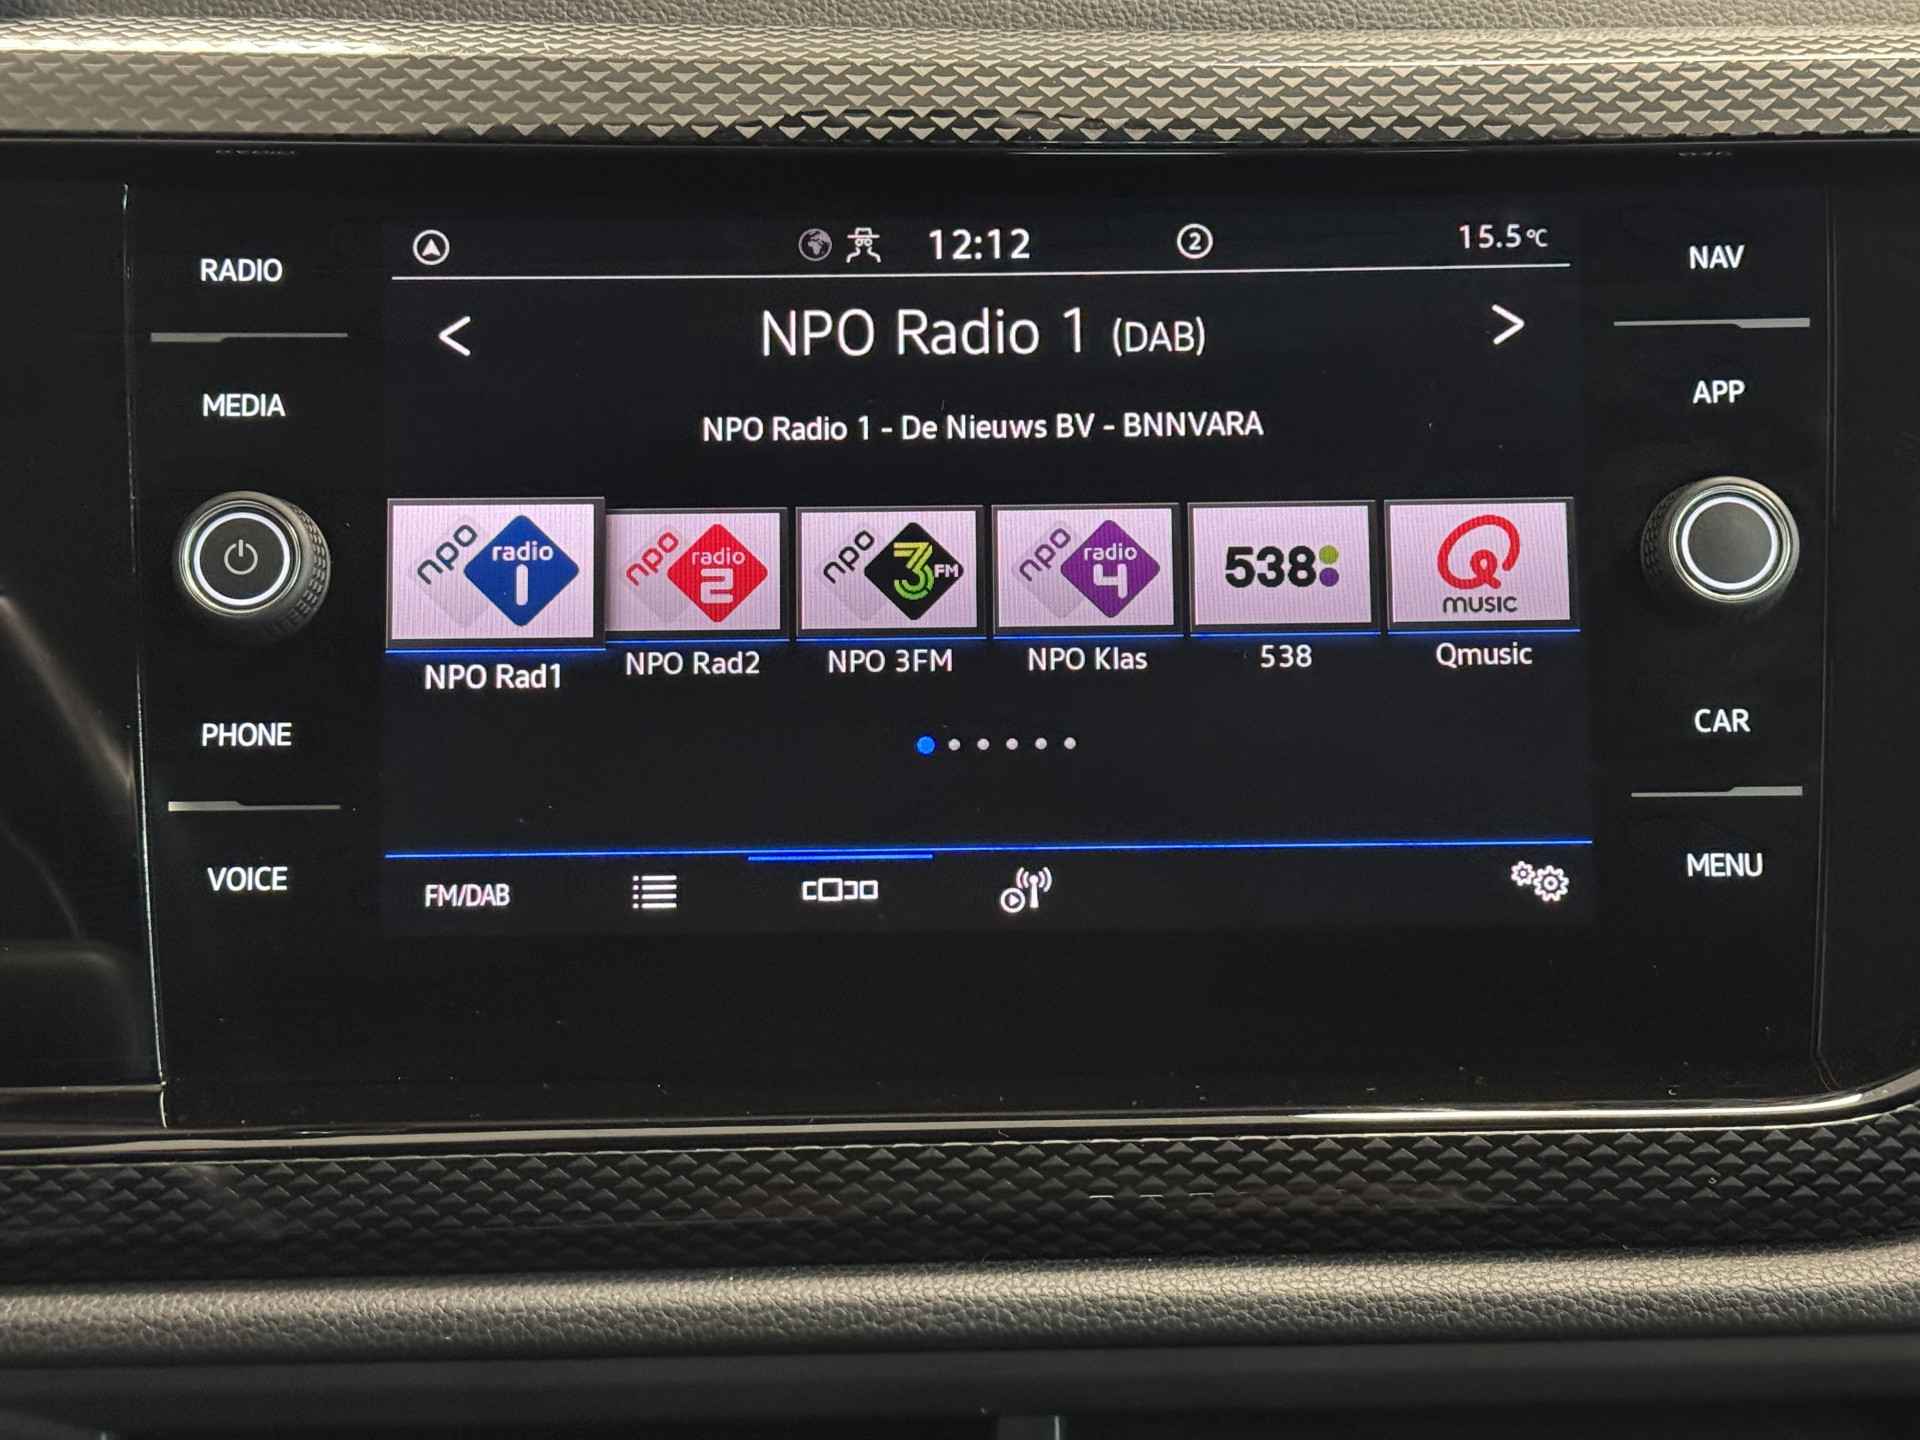 12:12
2
15.5°C
RADIO
NAV
< NPO Radio 1 (DAB) >
MEDIA
APP
NPO Radio 1 - De Nieuws BV - BNNVARA
npo radio 1
npo radio 2
npo 3FM
npo radio 4
538
Q music
NPO Rad1
NPO Rad2
NPO 3FM
NPO Klas
538
Qmusic
PHONE
CAR
VOICE
FM/DAB
MENU